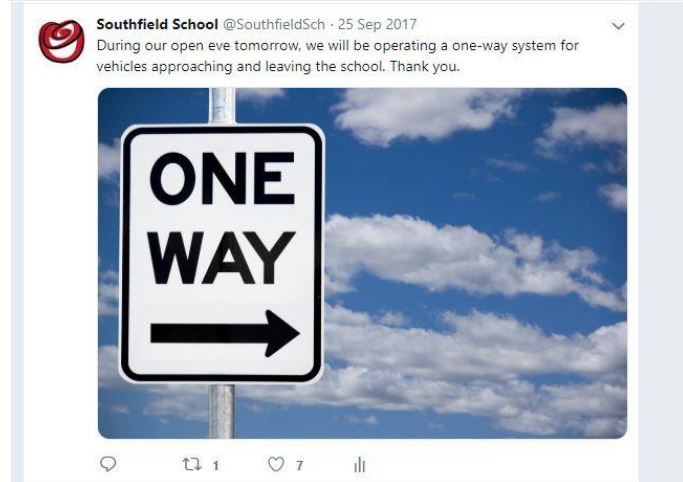 Southfield School @SouthfieldSch · 25 Sep 2017
During our open eve tomorrow, we will be operating a one-way system for
vehicles approaching and leaving the school. Thank you.
ONE
WAY
1 7